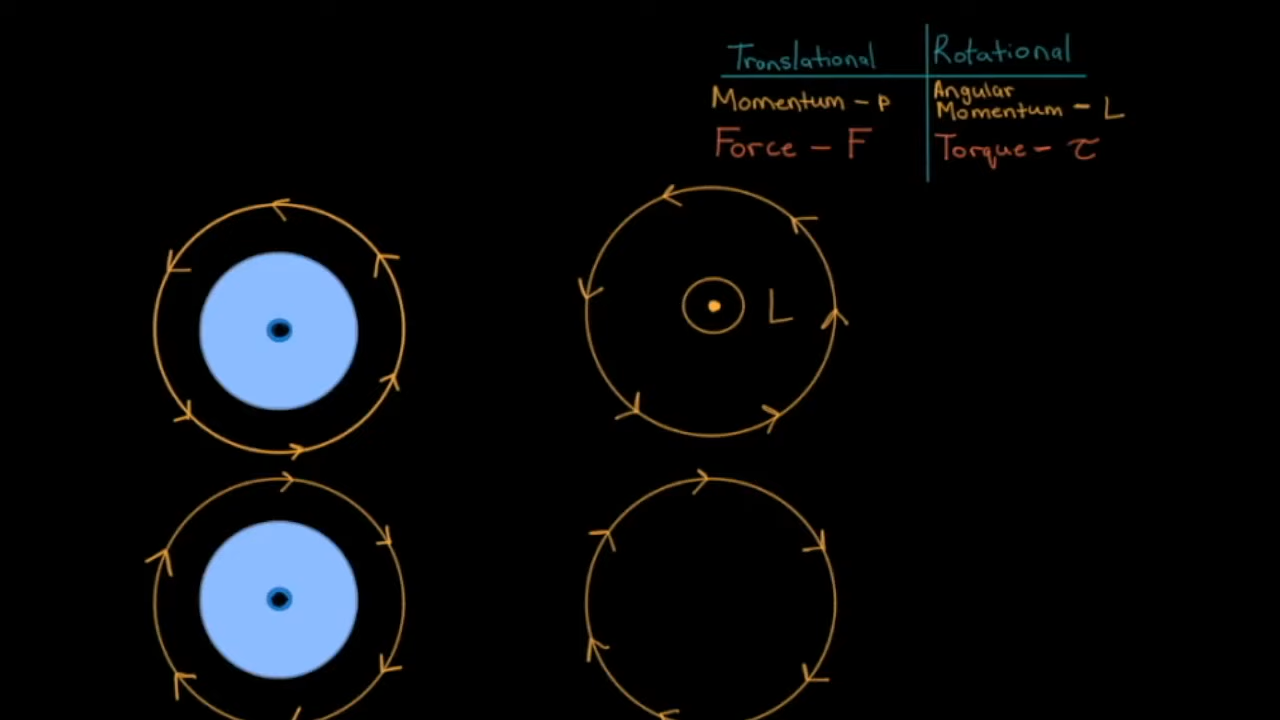 Translational Rotational
Momentum - p Angular Momentum - L
Force - F Torque - τ
L